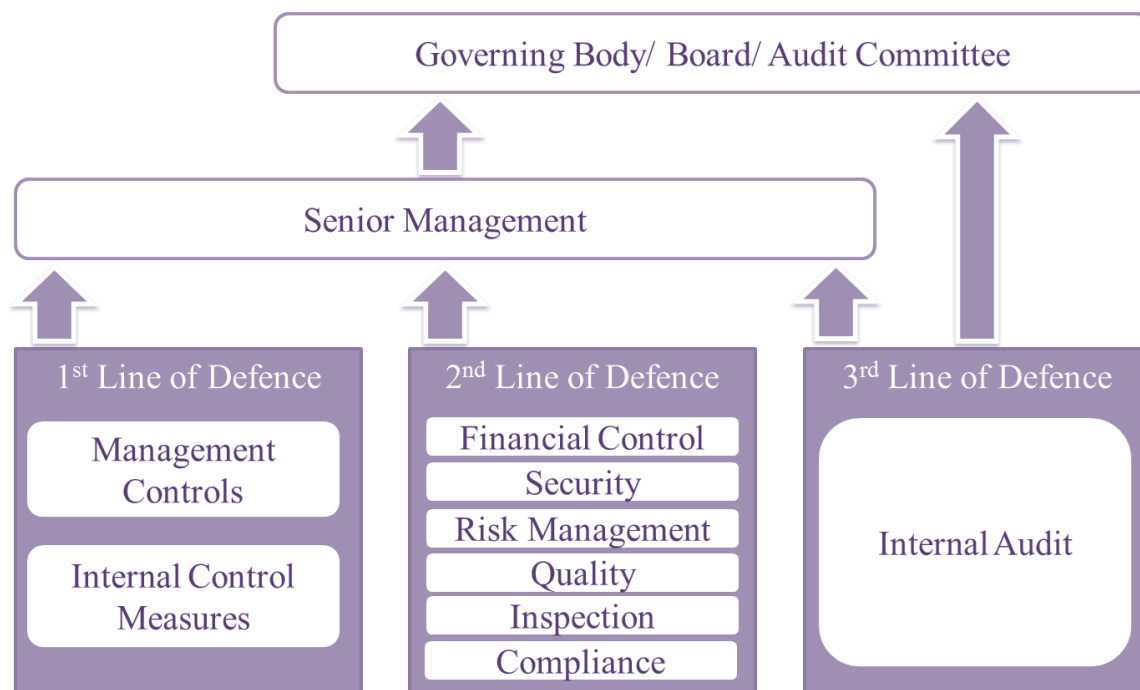 Governing Body/ Board/ Audit Committee
Senior Management
1st Line of Defence
Management
Controls
Internal Control
Measures
2nd Line of Defence
Financial Control
Security
Risk Management
Quality
Inspection
Compliance
3rd Line of Defence
Internal Audit